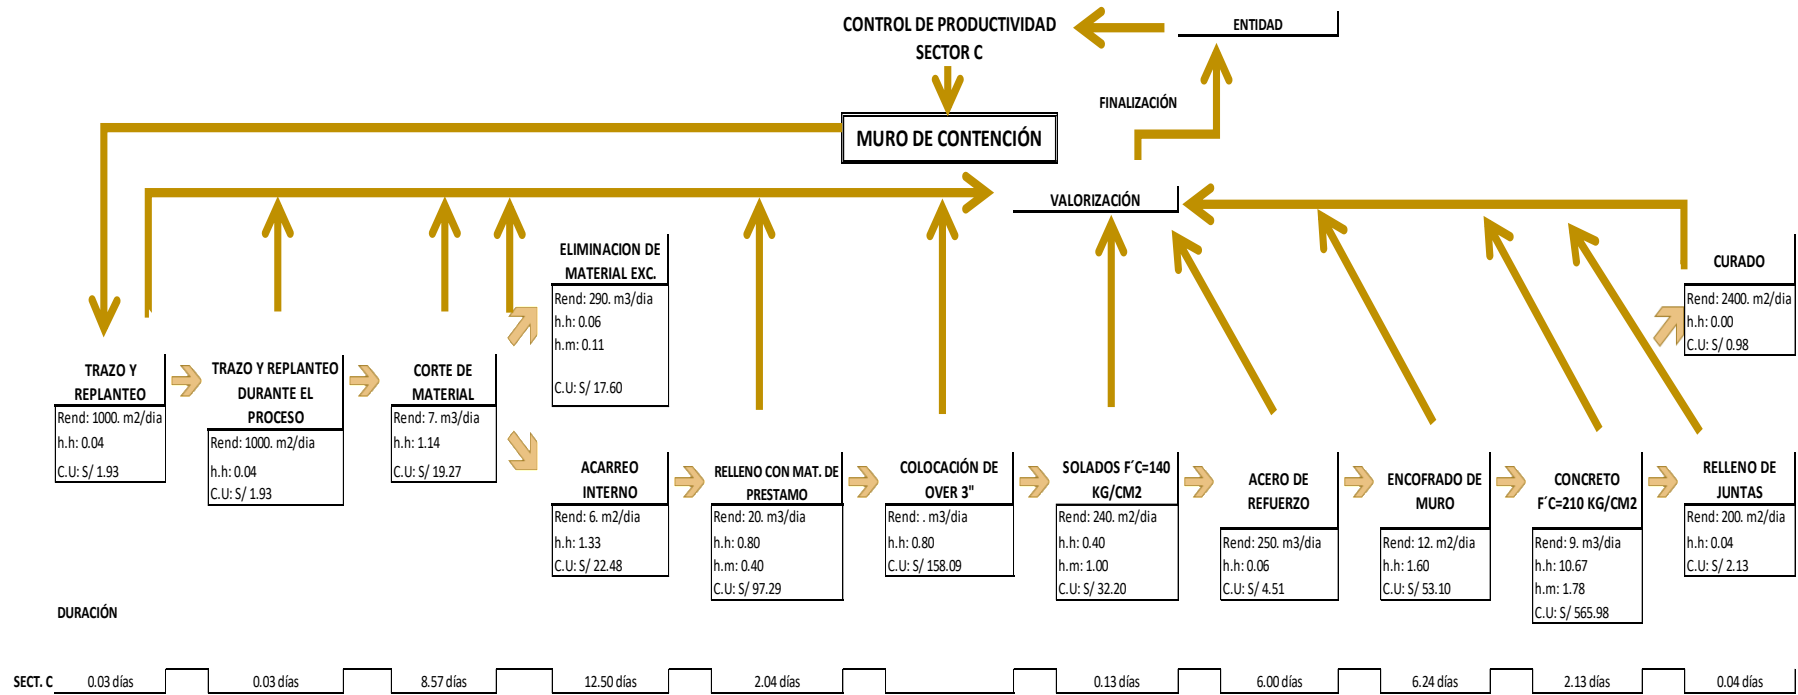 CONTROL DE PRODUCTIVIDAD
SECTOR C
ENTIDAD
FINALIZACIÓN
MURO DE CONTENCIÓN
VALORIZACIÓN
ELIMINACION DE
MATERIAL EXC.
Rend: 290. m3/dia
h.h: 0.06
h.m: 0.11
C.U: S/ 17.60
CURADO
Rend: 2400. m2/dia
h.h: 0.00
C.U: S/ 0.98
TRAZO Y
REPLANTEO
Rend: 1000. m2/dia
h.h: 0.04
C.U: S/ 1.93
TRAZO Y REPLANTEO
DURANTE EL
PROCESO
Rend: 1000. m2/dia
h.h: 0.04
C.U: S/ 1.93
CORTE DE
MATERIAL
Rend: 7. m3/dia
h.h: 1.14
C.U: S/ 19.27
ACARREO
INTERNO
Rend: 6. m2/dia
h.h: 1.33
C.U: S/ 22.48
RELLENO CON MAT. DE
PRESTAMO
Rend: 20. m3/dia
h.h: 0.80
h.m: 0.40
C.U: S/ 97.29
COLOCACIÓN DE
OVER 3"
Rend: . m3/dia
h.h: 0.80
C.U: S/ 158.09
SOLADOS F´C=140
KG/CM2
Rend: 240. m2/dia
h.h: 0.40
h.m: 1.00
C.U: S/ 32.20
ACERO DE
REFUERZO
Rend: 250. m3/dia
h.h: 0.06
C.U: S/ 4.51
ENCOFRADO DE
MURO
Rend: 12. m2/dia
h.h: 1.60
C.U: S/ 53.10
CONCRETO
F´C=210 KG/CM2
Rend: 9. m3/dia
h.h: 10.67
h.m: 1.78
C.U: S/ 565.98
RELLENO DE
JUNTAS
Rend: 200. m2/dia
h.h: 0.04
C.U: S/ 2.13
DURACIÓN
SECT. C 0.03 días 0.03 días 8.57 días 12.50 días 2.04 días 0.13 días 6.00 días 6.24 días 2.13 días 0.04 días